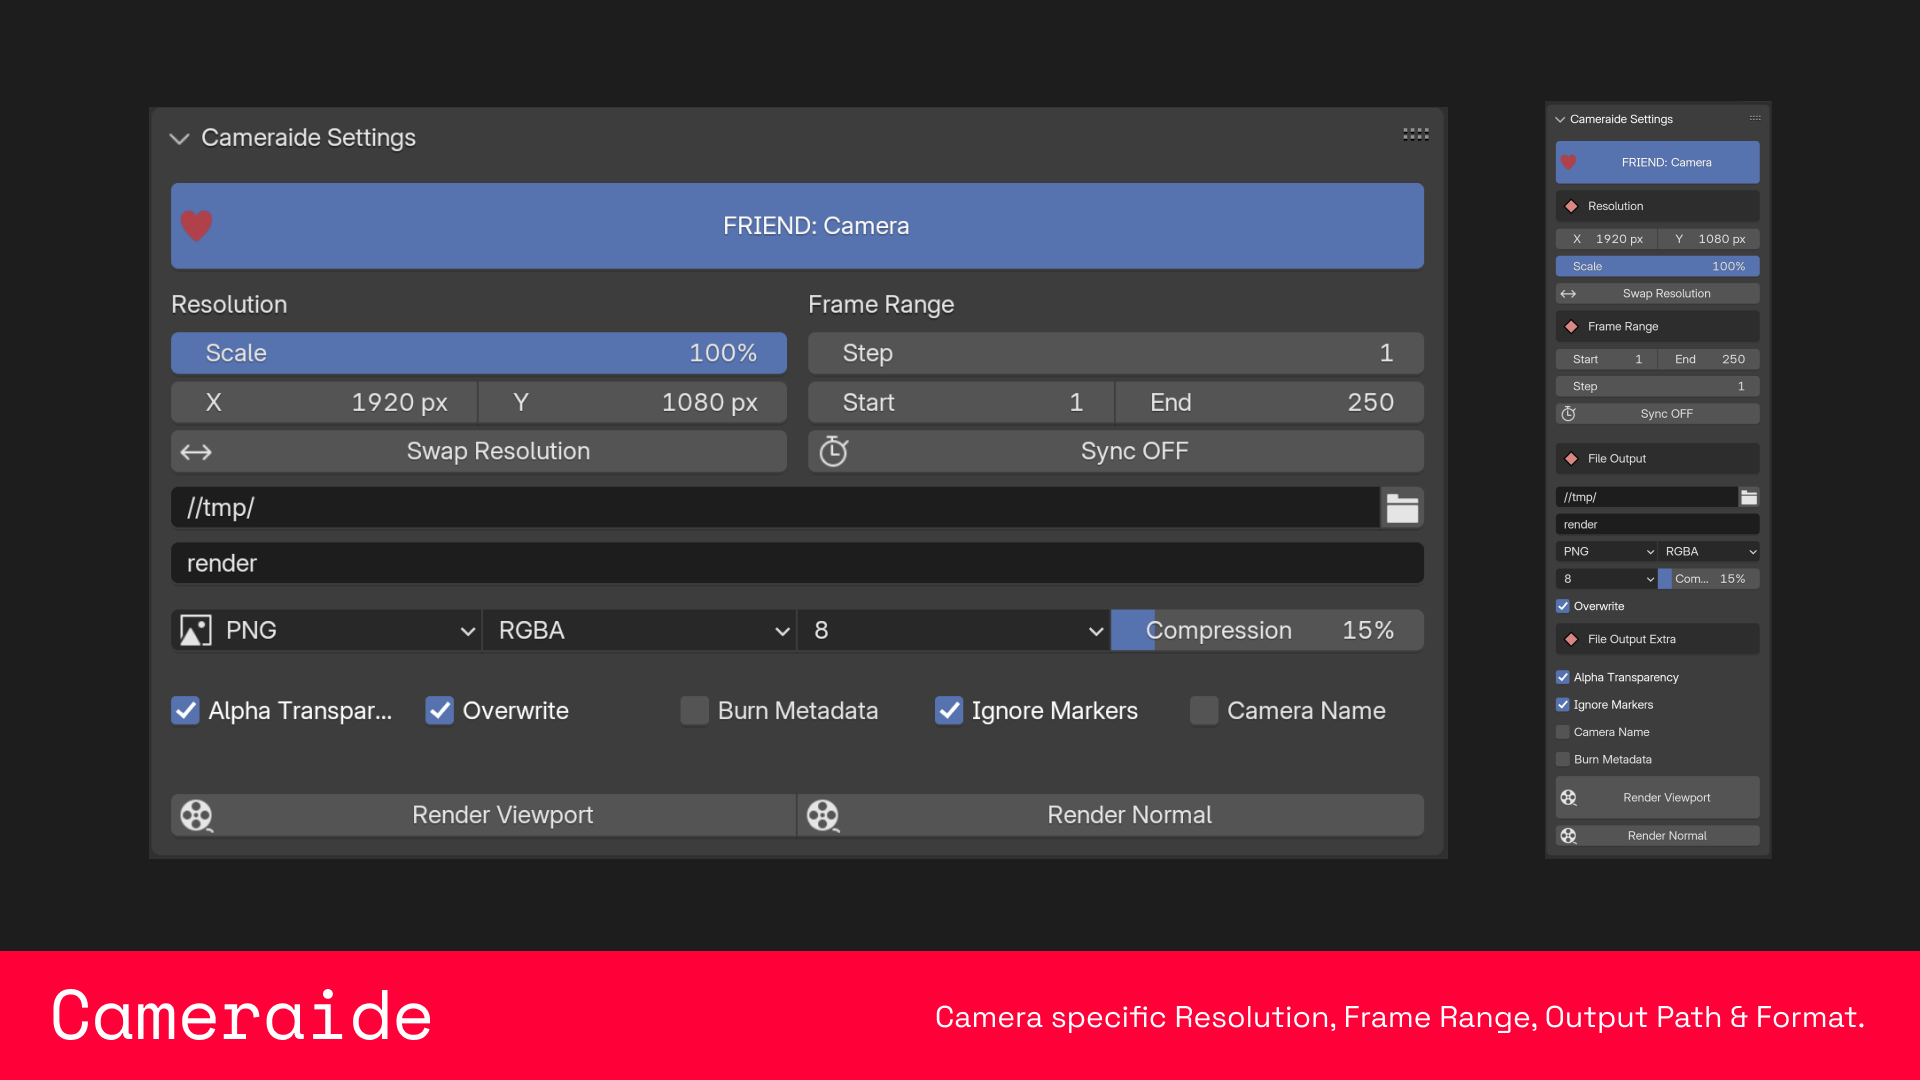 Cameraide Settings
FRIEND: Camera
Resolution
Frame Range
Scale 100%
Step 1
X 1920 px Y 1080 px
Start 1 End 250
Swap Resolution
Sync OFF
//tmp/
render
PNG RGBA 8 Compression 15%
Alpha Transpar... Overwrite Burn Metadata Ignore Markers Camera Name
Render Viewport Render Normal
Cameraide Settings
FRIEND: Camera
Resolution
X 1920 px Y 1080 px
Scale 100%
Swap Resolution
Frame Range
Start 1 End 250
Step 1
Sync OFF
File Output
//tmp/
render
PNG RGBA
8 Com... 15%
Overwrite
File Output Extra
Alpha Transparency
Ignore Markers
Camera Name
Burn Metadata
Render Viewport
Render Normal
Cameraide
Camera specific Resolution, Frame Range, Output Path & Format.